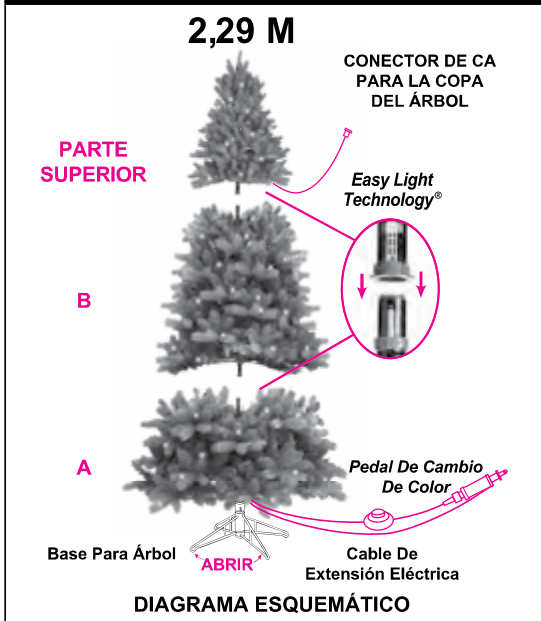 2,29 M
CONECTOR DE CA
PARA LA COPA
DEL ÁRBOL
PARTE
SUPERIOR
Easy Light
Technology®
B
A
Pedal De Cambio
De Color
Base Para Árbol
ABRIR
Cable De
Extensión Eléctrica
DIAGRAMA ESQUEMÁTICO